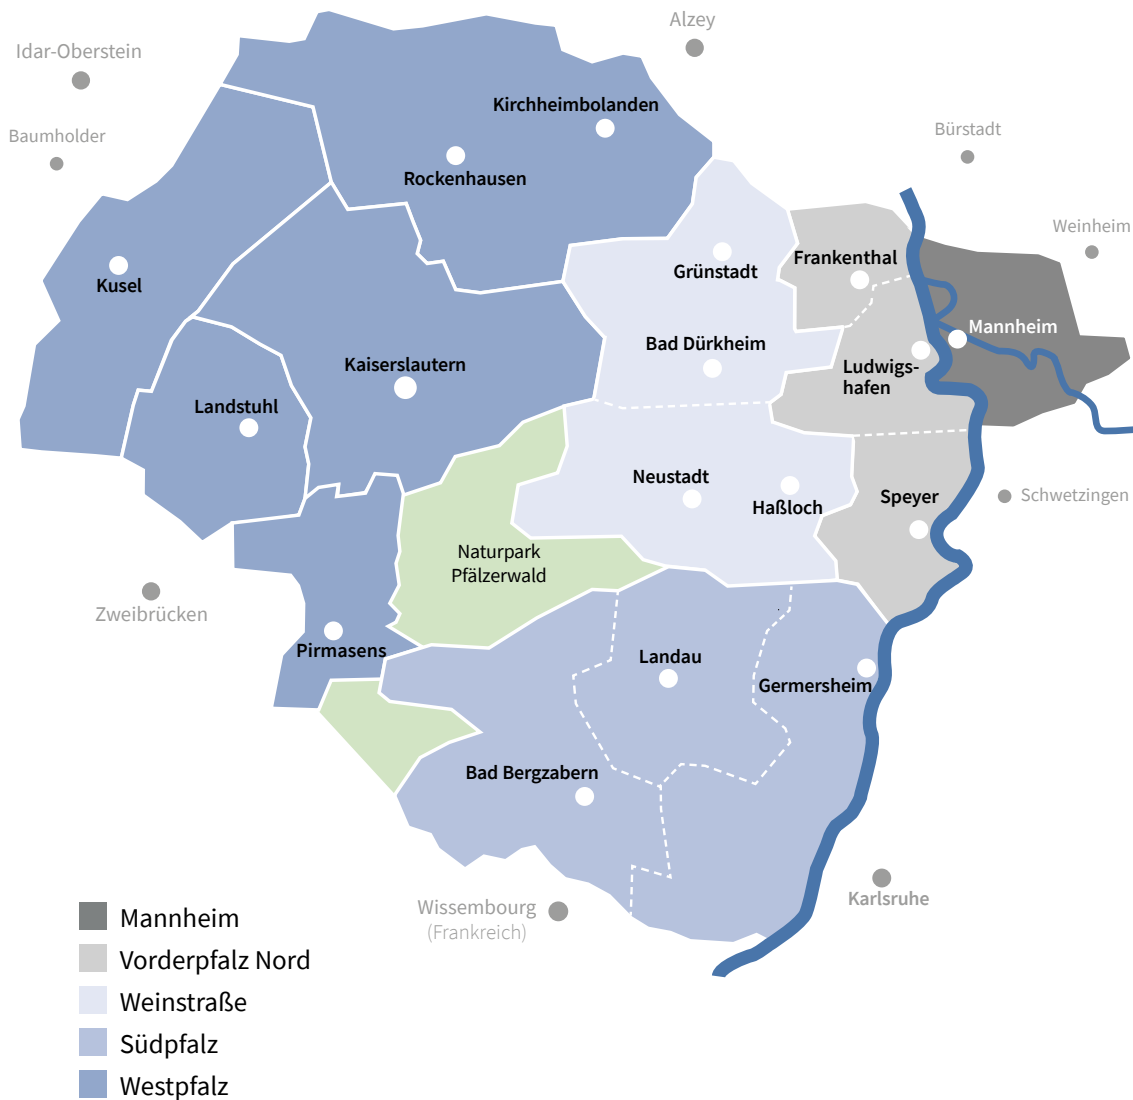 Alzey
Idar-Oberstein
Kirchheimbolanden
Bürstadt
Baumholder
Rockenhausen
Weinheim
Frankenthal
Grünstadt
Kusel
Mannheim
Bad Dürkheim
Kaiserslautern
Ludwigs-
hafen
Landstuhl
Neustadt
Haßloch
Speyer
Schwetzingen
Naturpark
Pfälzerwald
Zweibrücken
Pirmasens
Landau
Germersheim
Bad Bergzabern
Karlsruhe
Wissembourg
(Frankreich)
Mannheim
Vorderpfalz Nord
Weinstraße
Südpfalz
Westpfalz